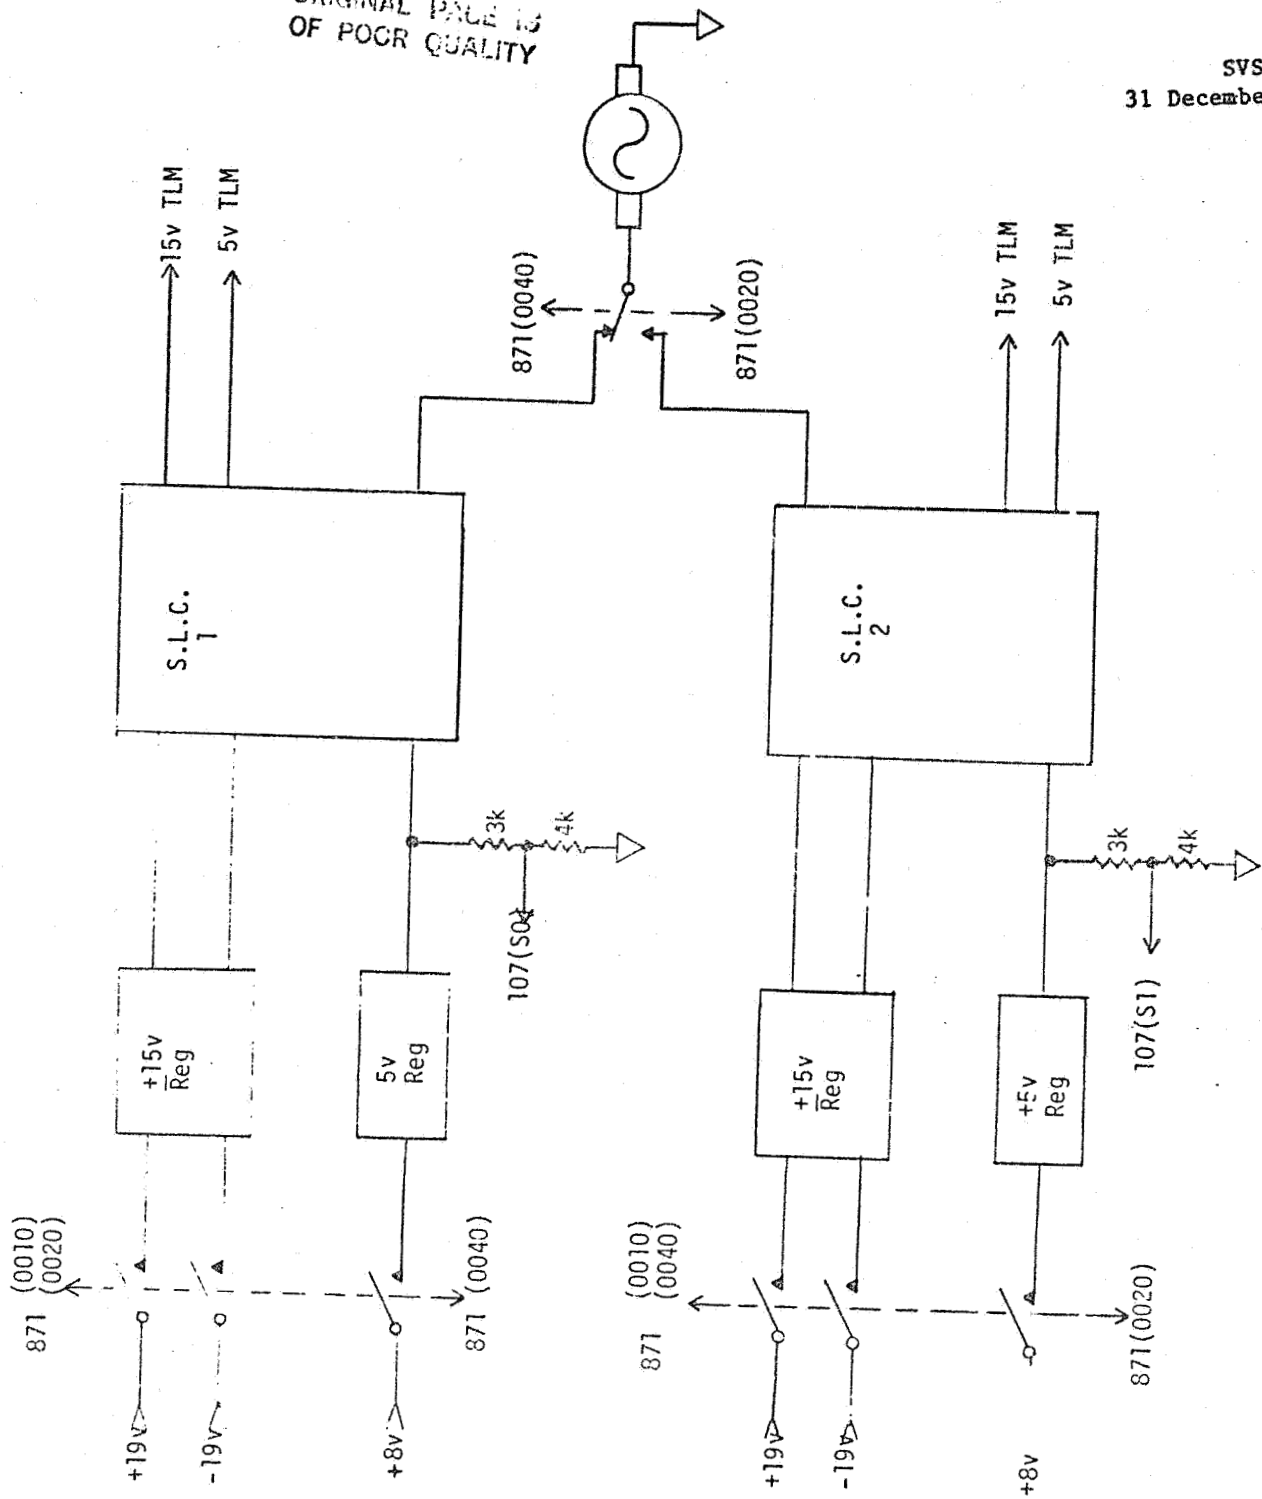 ORIGINAL PAGE IS
OF POOR QUALITY
SVS
31 Decembe
15v TLM
5v TLM
871(0040)
871(0020)
15v TLM
5v TLM
S.L.C.
1
S.L.C.
2
3k
4k
107(S0)
3k
4k
107(S1)
+15v
Reg
5v
Reg
+15v
Reg
+5v
Reg
871
(0010)
(0020)
871 (0040)
871
(0010)
(0040)
871(0020)
+19v
-19v
+8v
+19v
-19v
+8v